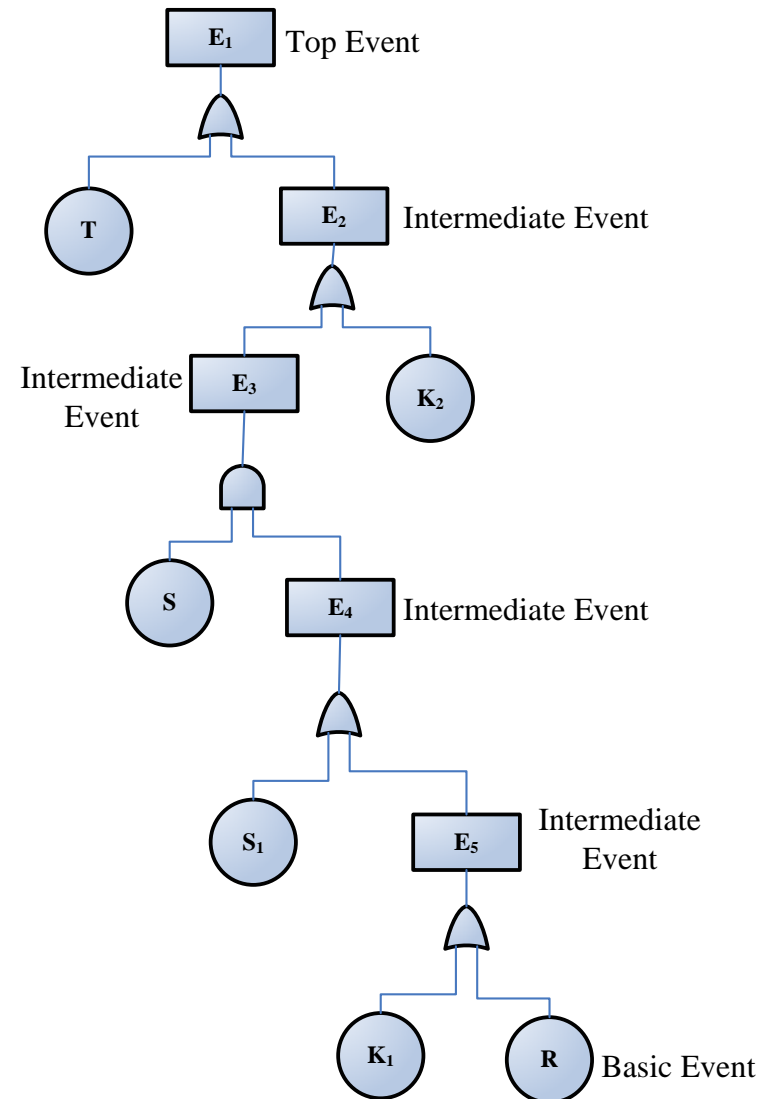 E₁ Top Event
T
E₂ Intermediate Event
Intermediate
Event
E₃
K₂
S
E₄ Intermediate Event
S₁
E₅
Intermediate
Event
K₁
R Basic Event